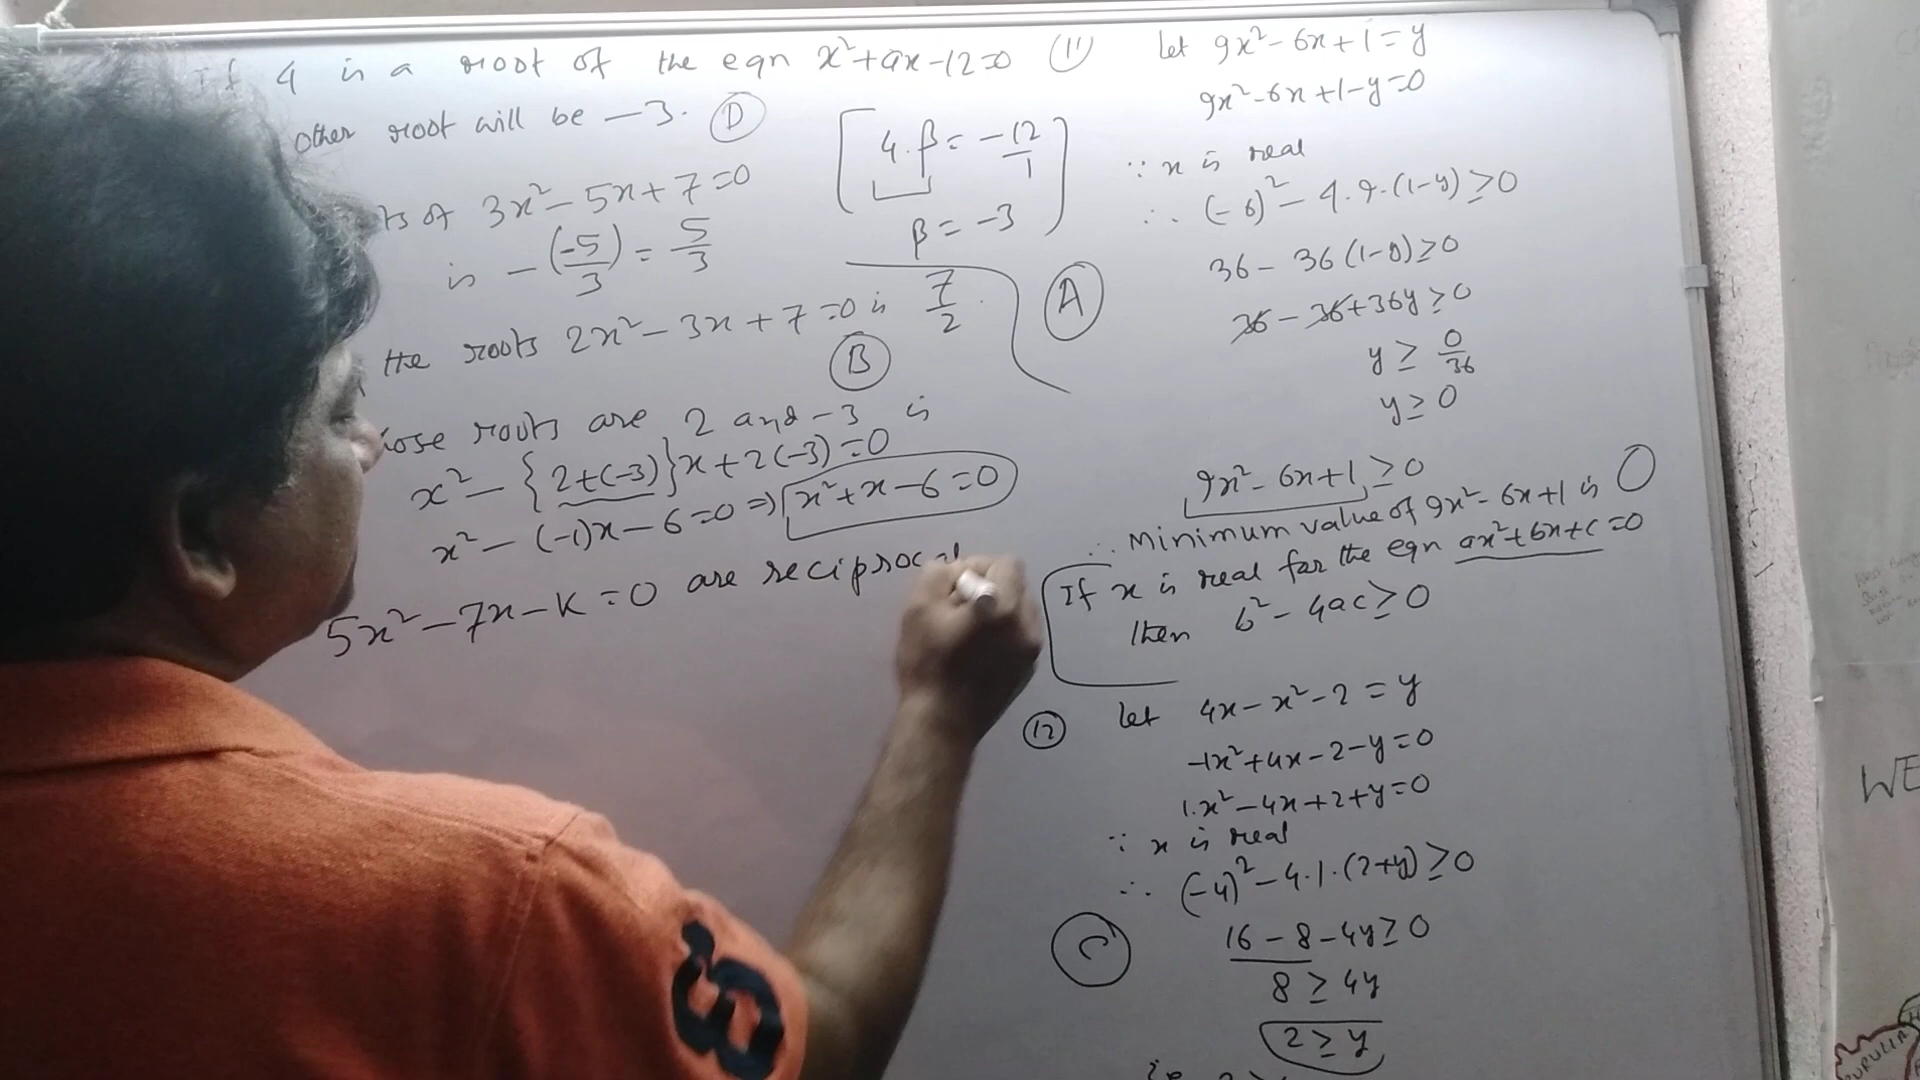 If 4 is a root of the eqn x²+ax-12=0
other root will be -3. (D)
[4.β = -12/1
β = -3]
ts of 3x²-5x+7=0
is -(-5/3) = 5/3
the roots 2x²-3x+7=0 is 7/2.
(B)
hose roots are 2 and -3 is
x²-{2+(-3)}x+2(-3)=0
x²-(-1)x-6=0 ⇒ x²+x-6=0
5x²-7x-K=0 are reciprocal
(11) Let 9x²-6x+1=y
9x²-6x+1-y=0
∵ x is real
∴ (-6)²-4.9.(1-y)≥0
36-36(1-y)≥0
(A)
36-36+36y≥0
y ≥ 0/36
y ≥ 0
9x²-6x+1≥0
∴ Minimum value of 9x²-6x+1 is 0
If x is real for the eqn ax²+bx+c=0
then b²-4ac≥0
(12) Let 4x-x²-2=y
-1x²+4x-2-y=0
1.x²-4x+2+y=0
∵ x is real
∴ (-4)²-4.1.(2+y)≥0
(C)
16-8-4y≥0
8≥4y
2≥y
WE
PURULIA